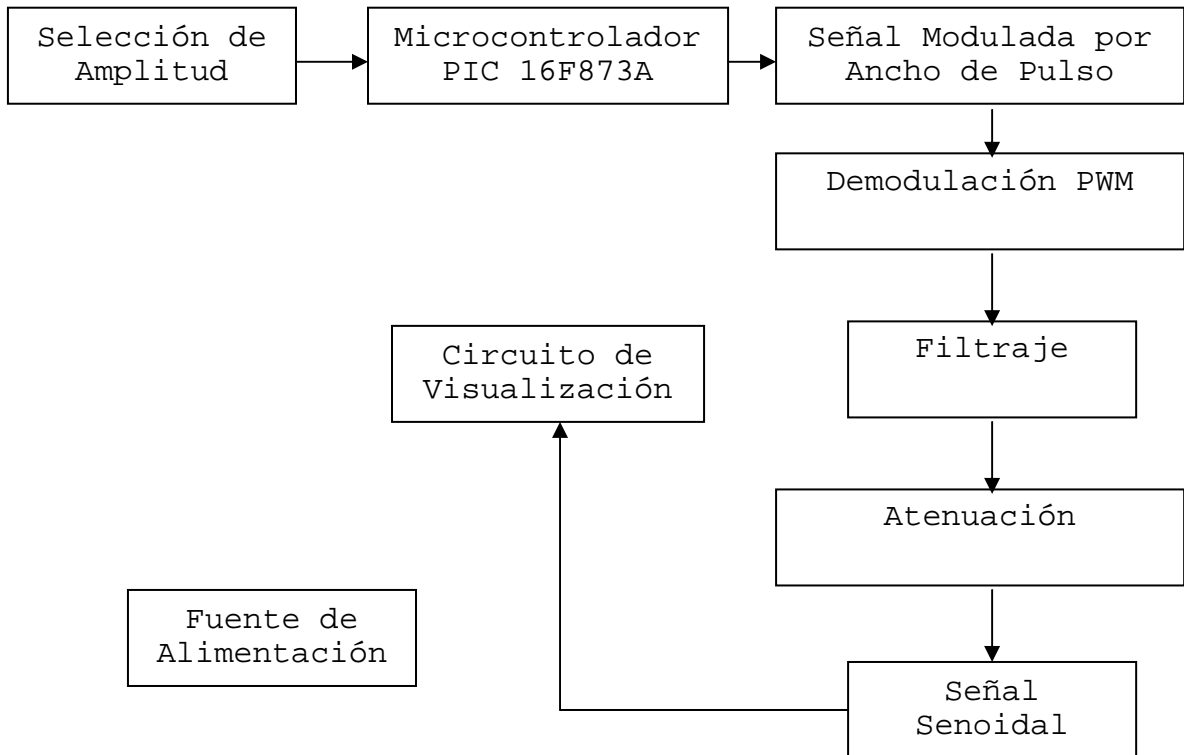 Selección de
Amplitud
Microcontrolador
PIC 16F873A
Señal Modulada por
Ancho de Pulso
Demodulación PWM
Filtraje
Circuito de
Visualización
Atenuación
Fuente de
Alimentación
Señal
Senoidal